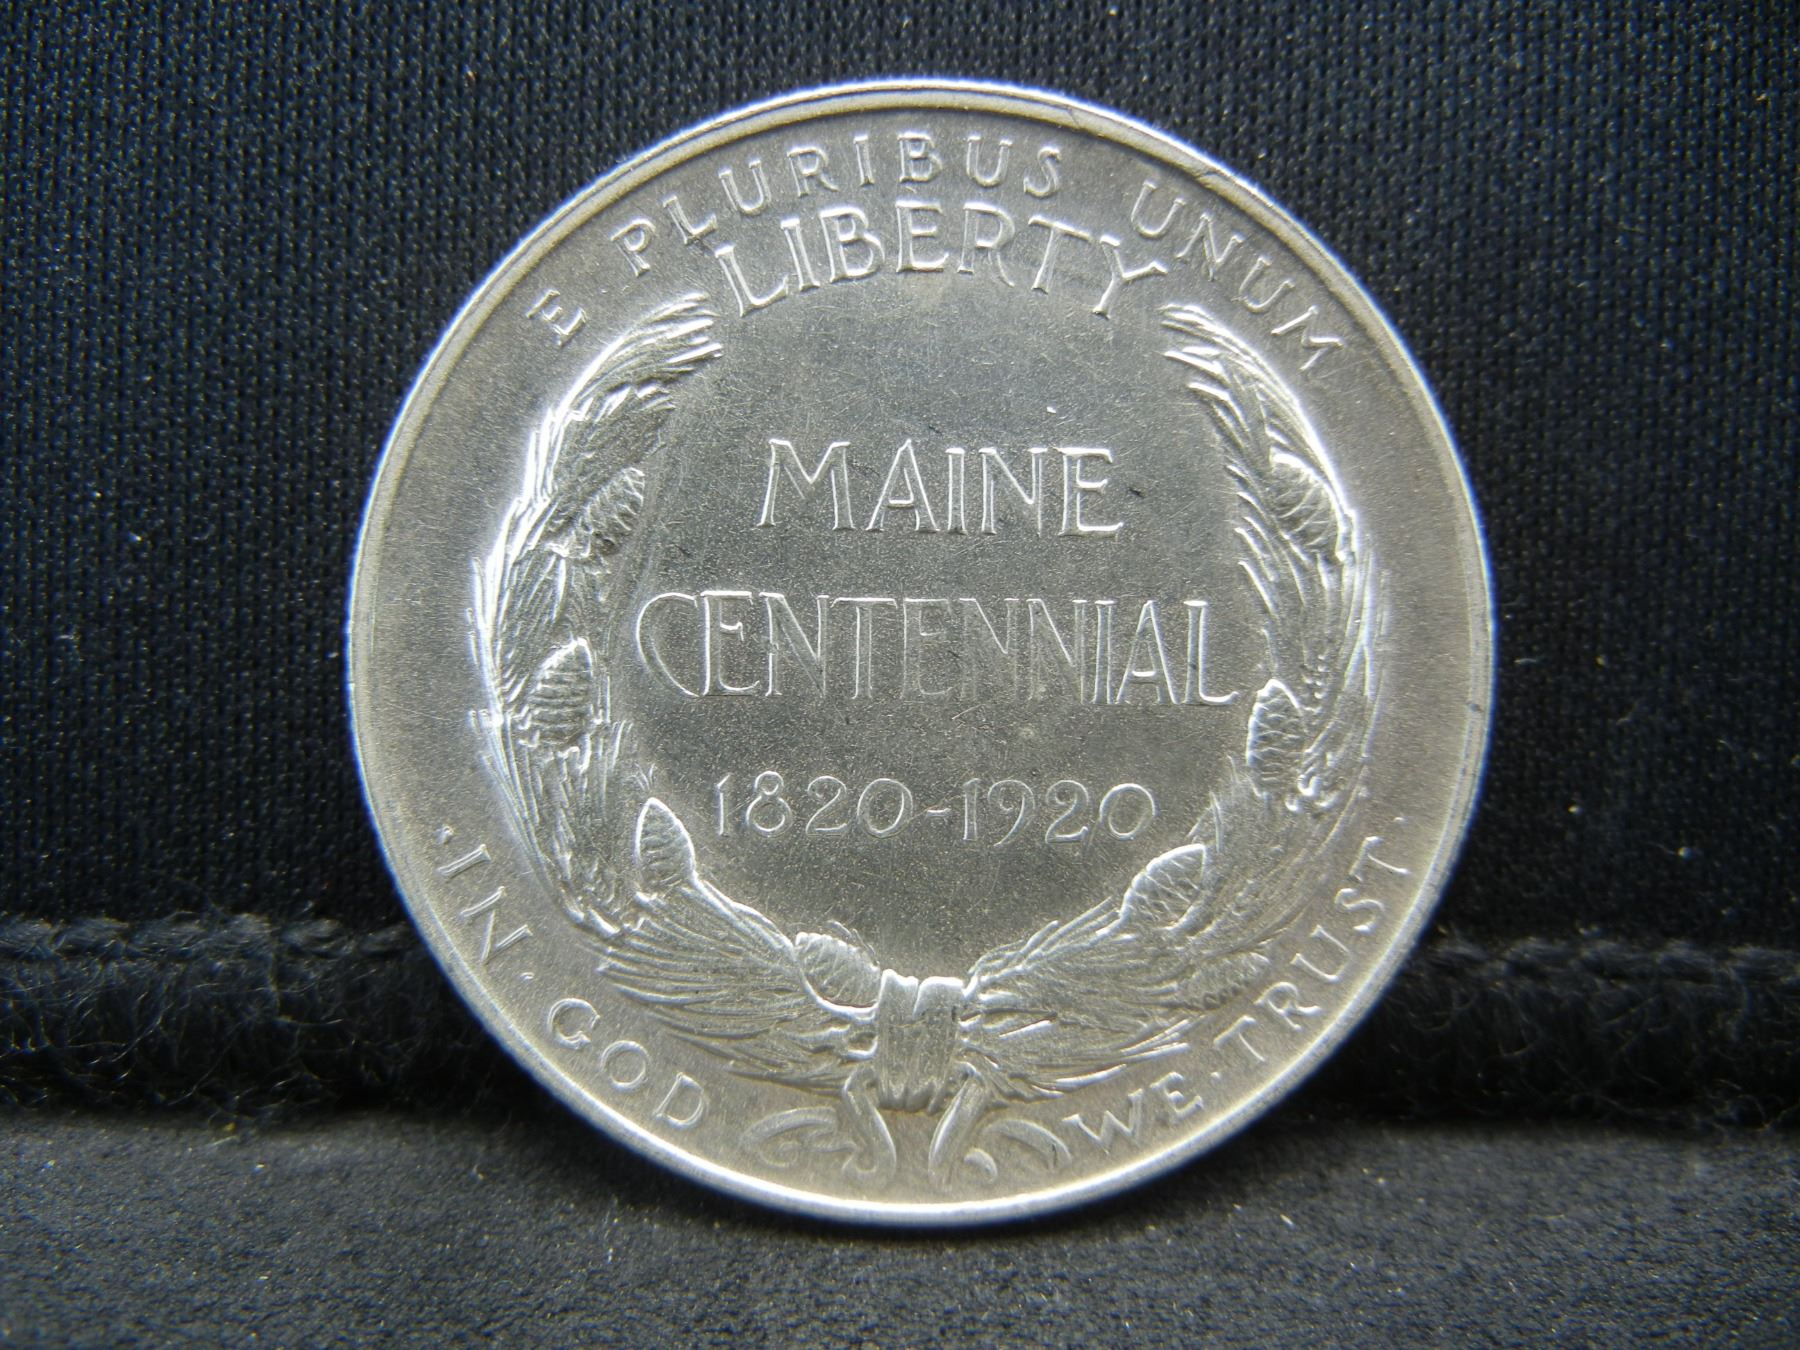 E PLURIBUS UNUM
LIBERTY
MAINE
CENTENNIAL
1820-1920
·IN·GOD WE·TRUST·